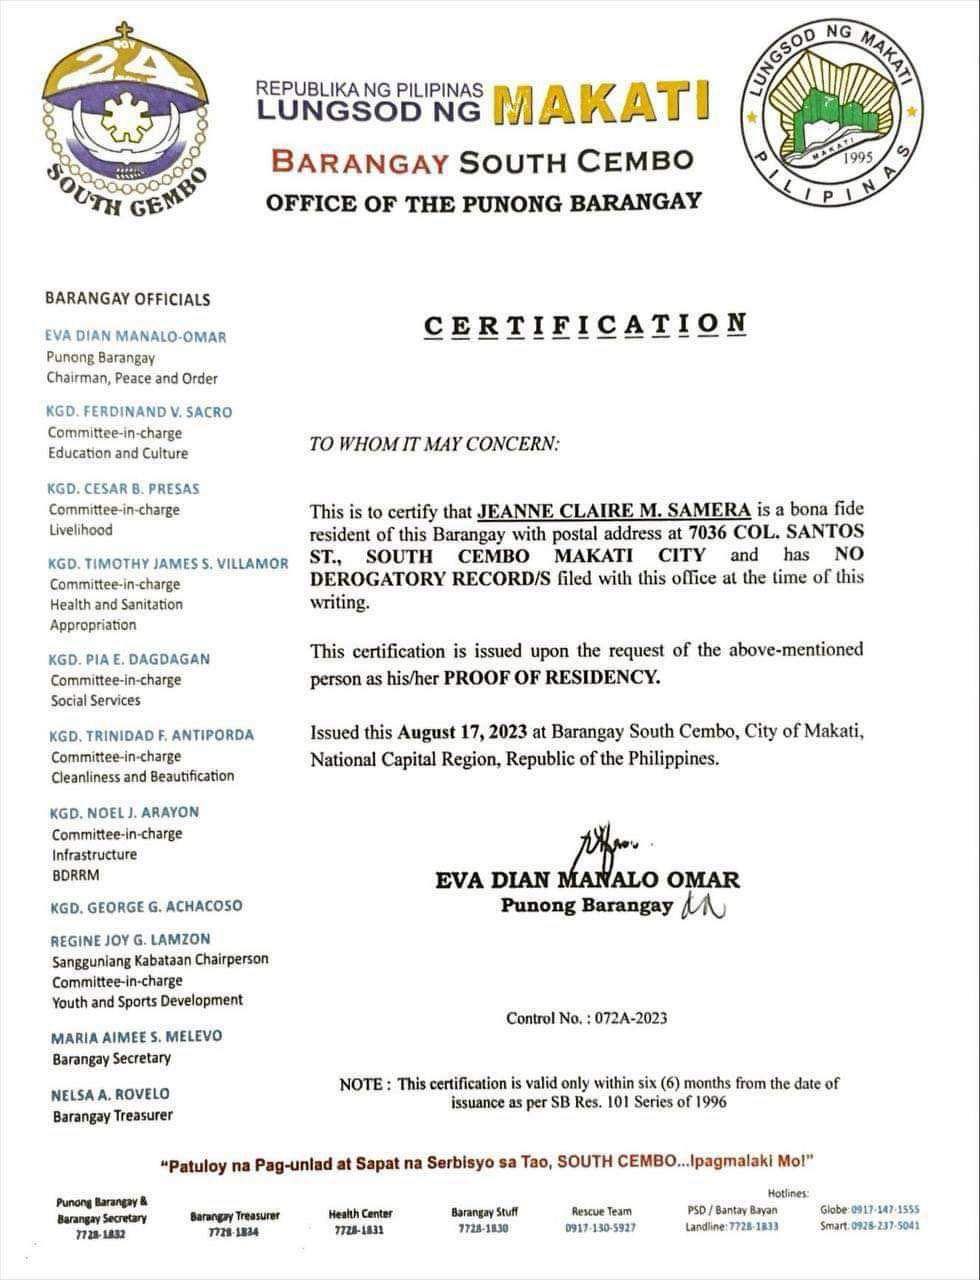 BGY
24
SOUTH CEMBO
REPUBLIKA NG PILIPINAS
LUNGSOD NG MAKATI
BARANGAY SOUTH CEMBO
OFFICE OF THE PUNONG BARANGAY
LUNGSOD NG MAKATI
MAKATI
1995
PILIPINAS
BARANGAY OFFICIALS
EVA DIAN MANALO-OMAR
Punong Barangay
Chairman, Peace and Order
KGD. FERDINAND V. SACRO
Committee-in-charge
Education and Culture
KGD. CESAR B. PRESAS
Committee-in-charge
Livelihood
KGD. TIMOTHY JAMES S. VILLAMOR
Committee-in-charge
Health and Sanitation
Appropriation
KGD. PIA E. DAGDAGAN
Committee-in-charge
Social Services
KGD. TRINIDAD F. ANTIPORDA
Committee-in-charge
Cleanliness and Beautification
KGD. NOEL J. ARAYON
Committee-in-charge
Infrastructure
BDRRM
KGD. GEORGE G. ACHACOSO
REGINE JOY G. LAMZON
Sangguniang Kabataan Chairperson
Committee-in-charge
Youth and Sports Development
MARIA AIMEE S. MELEVO
Barangay Secretary
NELSA A. ROVELO
Barangay Treasurer
CERTIFICATION
TO WHOM IT MAY CONCERN:
This is to certify that JEANNE CLAIRE M. SAMERA is a bona fide
resident of this Barangay with postal address at 7036 COL. SANTOS
ST., SOUTH CEMBO MAKATI CITY and has NO
DEROGATORY RECORD/S filed with this office at the time of this
writing.
This certification is issued upon the request of the above-mentioned
person as his/her PROOF OF RESIDENCY.
Issued this August 17, 2023 at Barangay South Cembo, City of Makati,
National Capital Region, Republic of the Philippines.
EVA DIAN MANALO OMAR
Punong Barangay
Control No. : 072A-2023
NOTE : This certification is valid only within six (6) months from the date of
issuance as per SB Res. 101 Series of 1996
“Patuloy na Pag-unlad at Sapat na Serbisyo sa Tao, SOUTH CEMBO...Ipagmalaki Mo!”
Punong Barangay &
Barangay Secretary
7728-1832
Barangay Treasurer
7728-1834
Health Center
7728-1831
Barangay Stuff
7728-1830
Rescue Team
0917-130-5927
Hotlines:
PSD / Bantay Bayan
Landline: 7728-1833
Globe: 0917-147-1555
Smart: 0928-237-5041